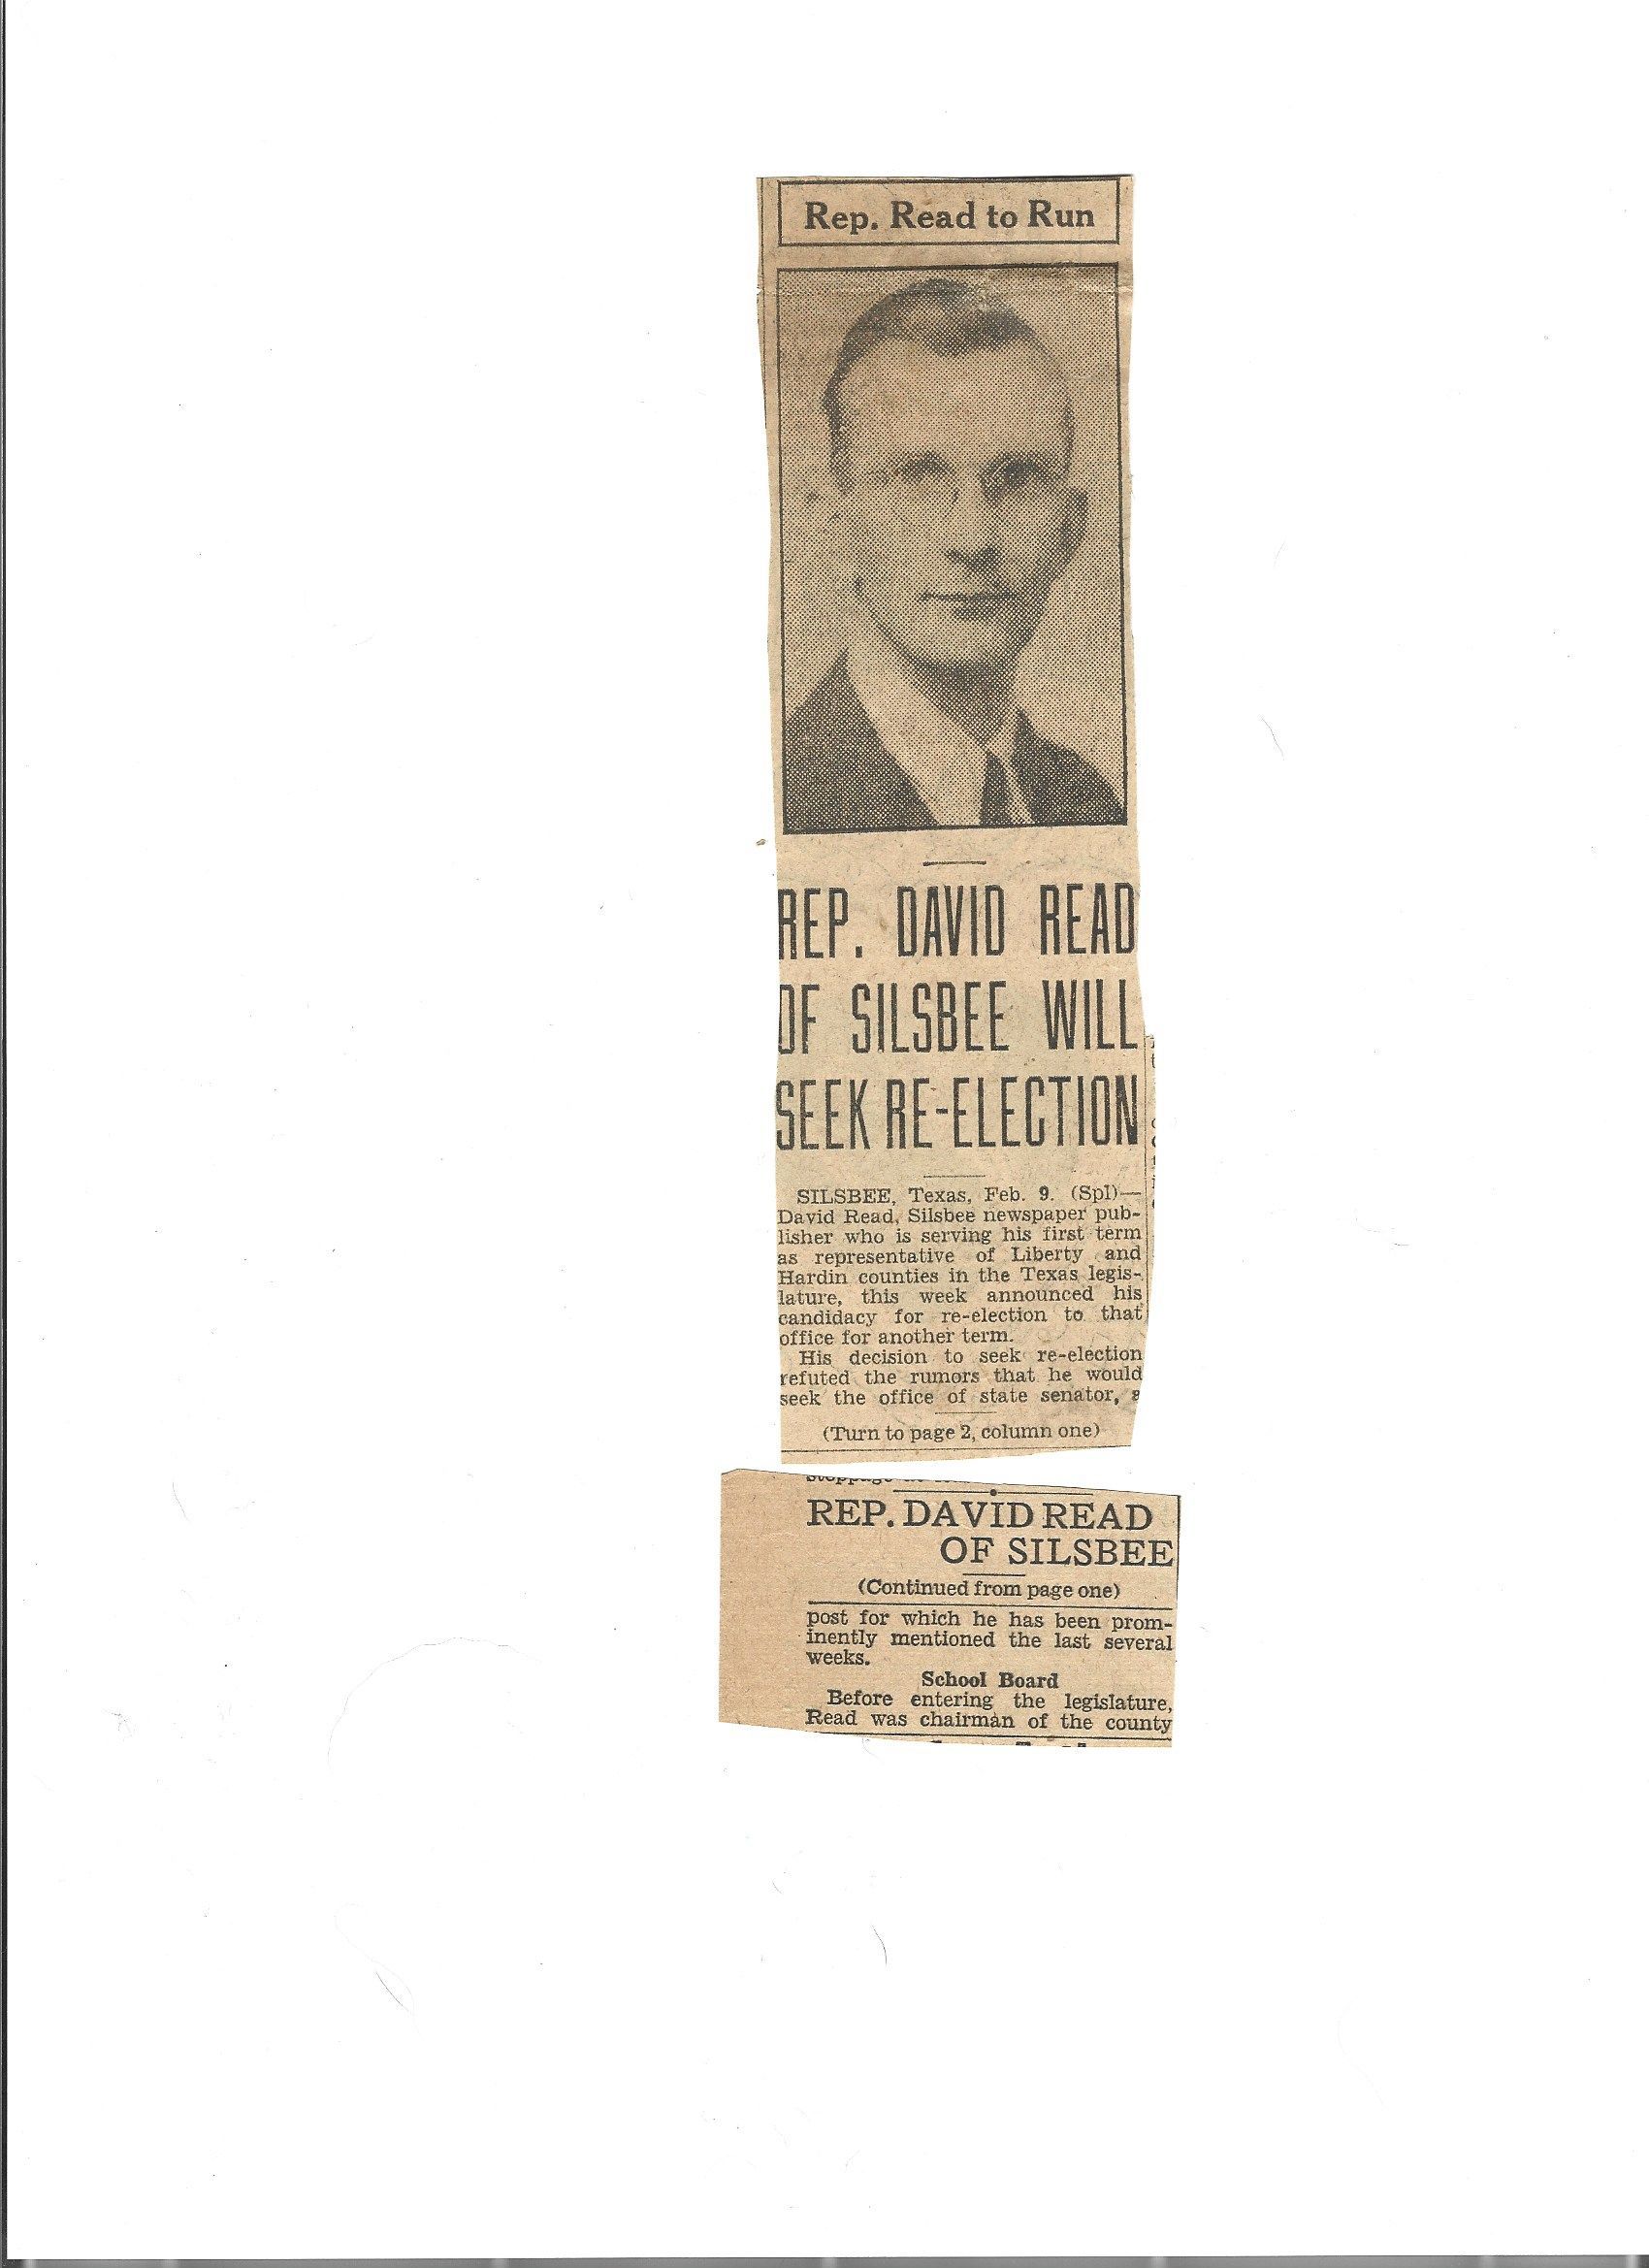 Rep. Read to Run
REP. DAVID READ
OF SILSBEE WILL
SEEK RE-ELECTION
SILSBEE, Texas, Feb. 9. (Spl)—
David Read, Silsbee newspaper pub-
lisher who is serving his first term
as representative of Liberty and
Hardin counties in the Texas legis-
lature, this week announced his
candidacy for re-election to that
office for another term.
His decision to seek re-election
refuted the rumors that he would
seek the office of state senator, a
(Turn to page 2, column one)
REP. DAVID READ
OF SILSBEE
(Continued from page one)
post for which he has been prom-
inently mentioned the last several
weeks.
School Board
Before entering the legislature,
Read was chairman of the county